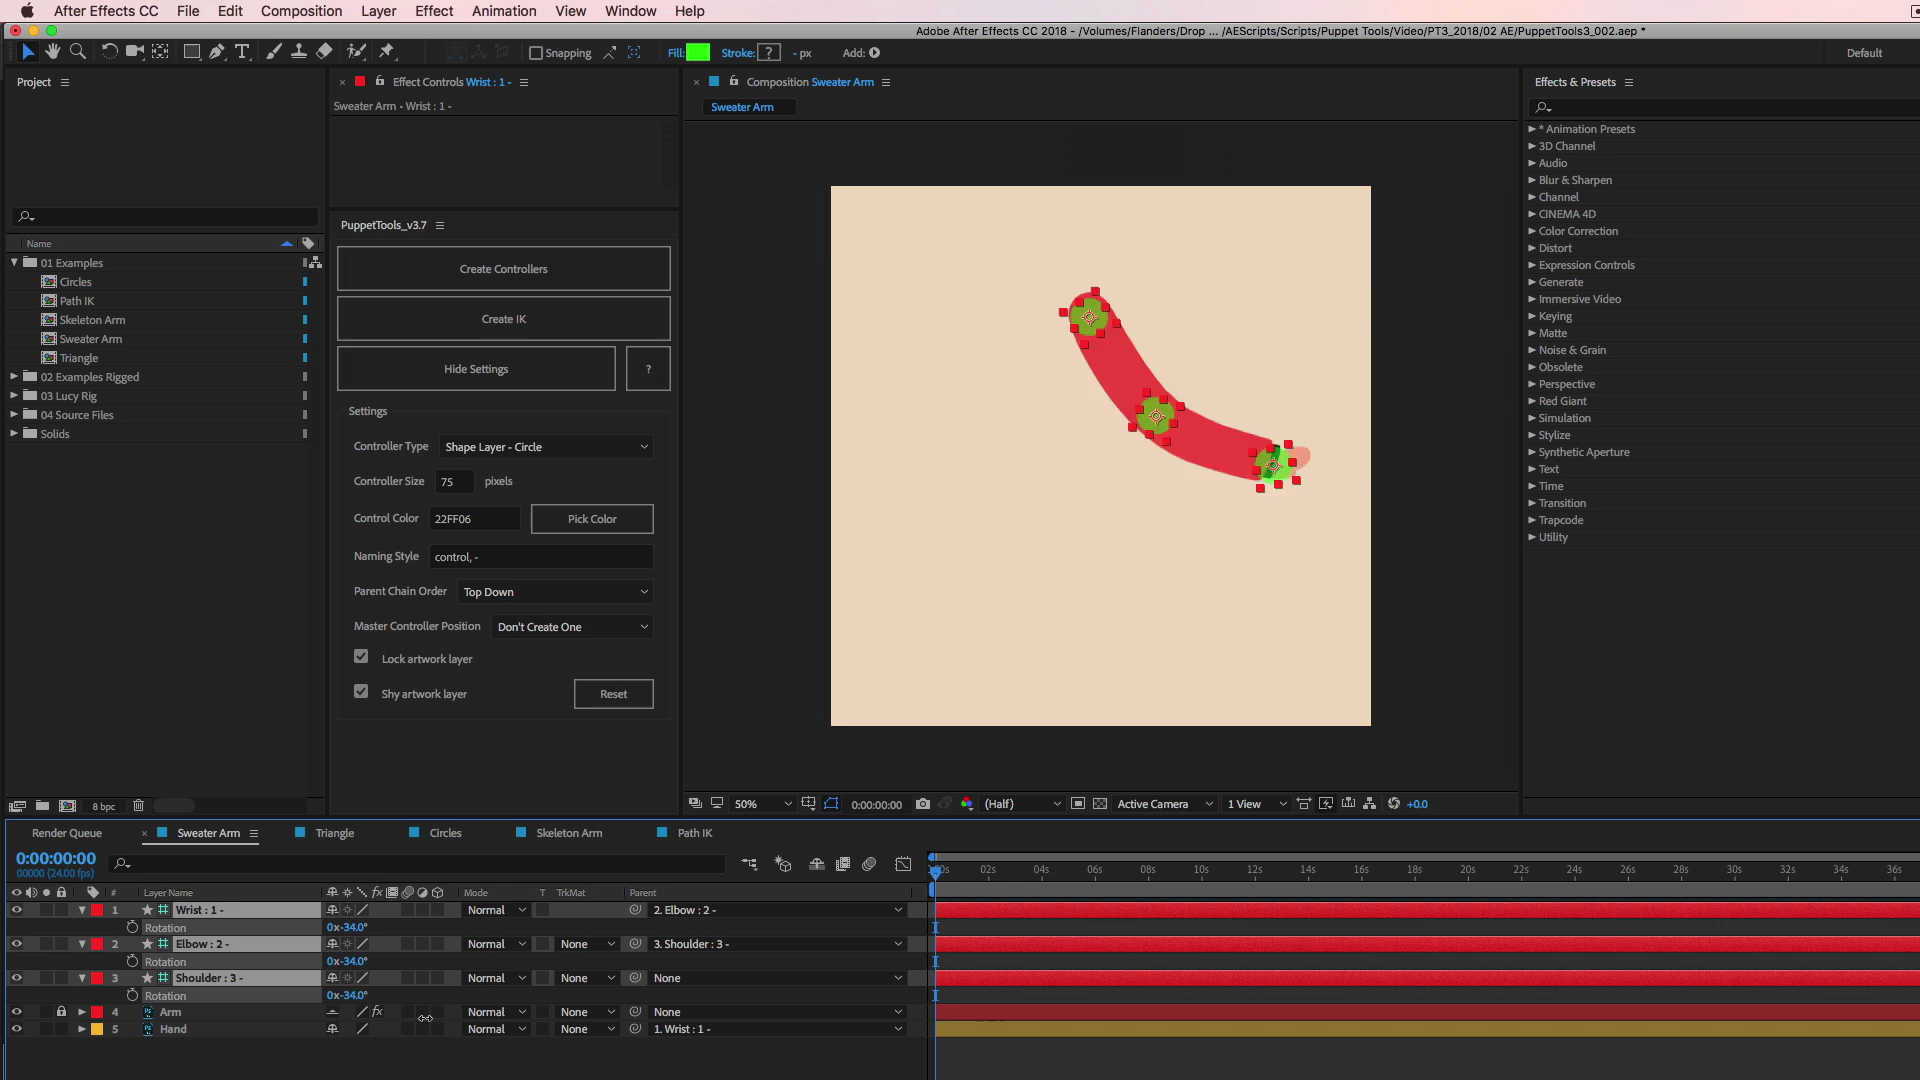 After Effects CC File Edit Composition Layer Effect Animation View Window Help
Adobe After Effects CC 2018 - /Volumes/Flanders/Drop ... /AEScripts/Scripts/Puppet Tools/Video/PT3_2018/02 AE/PuppetTools3_002.aep *
Snapping Fill: Stroke: ? - px Add: Default
Project
Effect Controls Wrist : 1 -
Sweater Arm • Wrist : 1 -
Composition Sweater Arm
Sweater Arm
Effects & Presets
Name
01 Examples
Circles
Path IK
Skeleton Arm
Sweater Arm
Triangle
02 Examples Rigged
03 Lucy Rig
04 Source Files
Solids
8 bpc
PuppetTools_v3.7
Create Controllers
Create IK
Hide Settings ?
Settings
Controller Type Shape Layer - Circle
Controller Size 75 pixels
Control Color 22FF06 Pick Color
Naming Style control, -
Parent Chain Order Top Down
Master Controller Position Don't Create One
Lock artwork layer
Shy artwork layer Reset
50% 0:00:00:00 (Half) Active Camera 1 View +0.0
* Animation Presets
3D Channel
Audio
Blur & Sharpen
Channel
CINEMA 4D
Color Correction
Distort
Expression Controls
Generate
Immersive Video
Keying
Matte
Noise & Grain
Obsolete
Perspective
Red Giant
Simulation
Stylize
Synthetic Aperture
Text
Time
Transition
Trapcode
Utility
Render Queue Sweater Arm Triangle Circles Skeleton Arm Path IK
0:00:00:00
00000 (24.00 fps)
02s 04s 06s 08s 10s 12s 14s 16s 18s 20s 22s 24s 26s 28s 30s 32s 34s 36s
# Layer Name fx Mode T TrkMat Parent
1 Wrist : 1 - Normal 2. Elbow : 2 -
Rotation 0x-34.0°
2 Elbow : 2 - Normal None 3. Shoulder : 3 -
Rotation 0x-34.0°
3 Shoulder : 3 - Normal None None
Rotation 0x-34.0°
4 Arm fx Normal None None
5 Hand Normal None 1. Wrist : 1 -